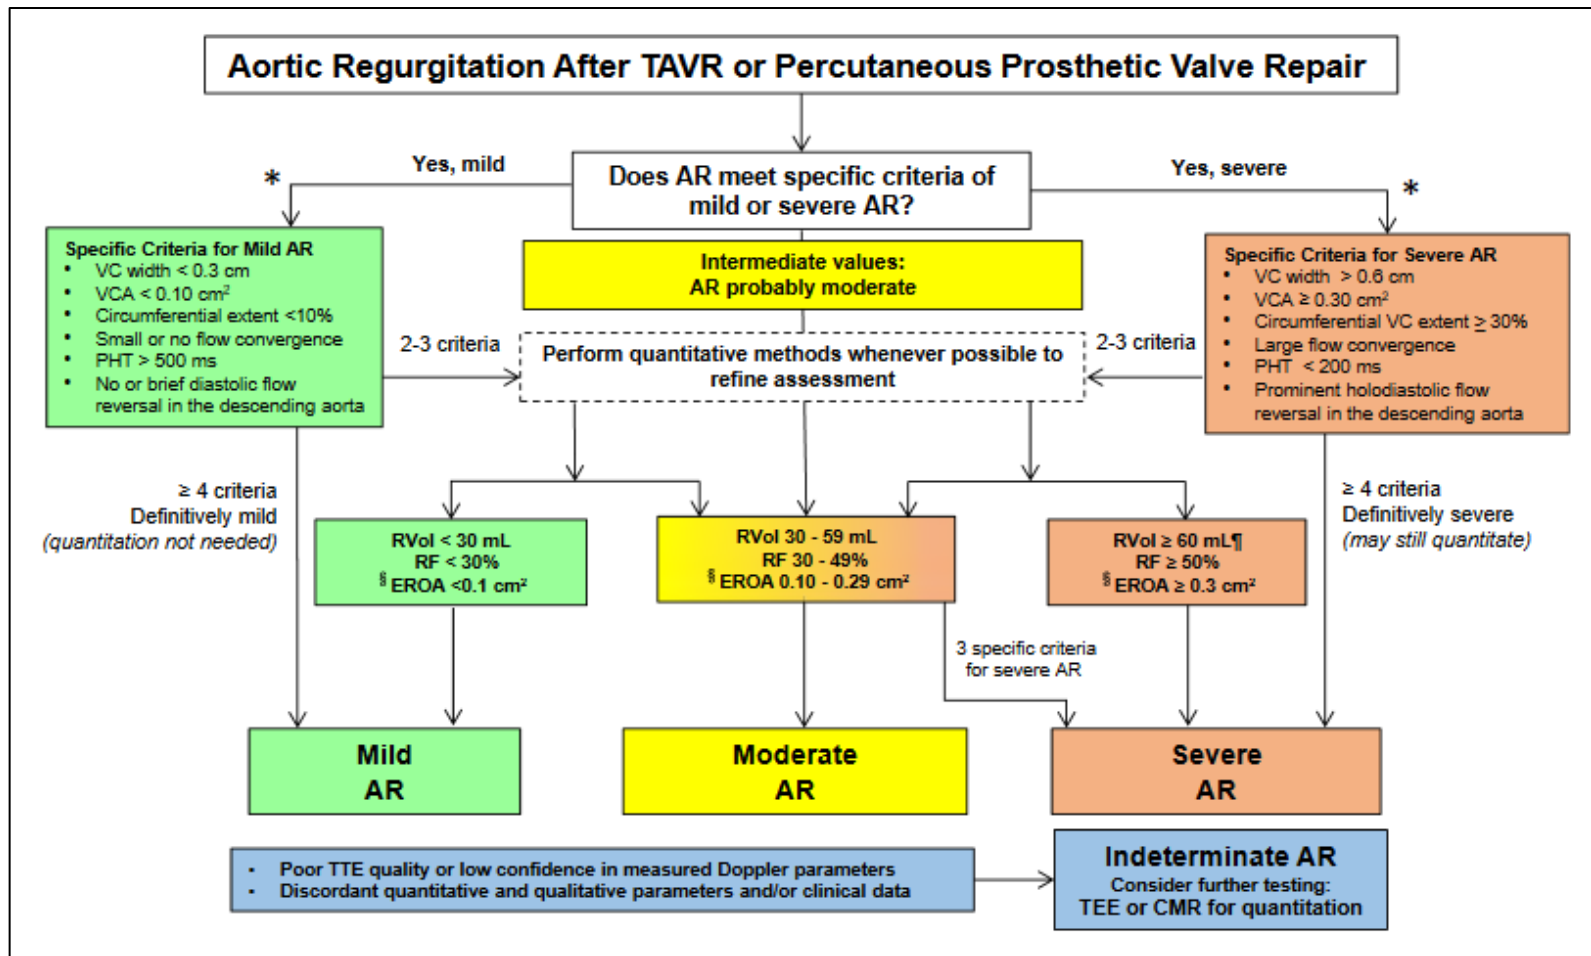 Aortic Regurgitation After TAVR or Percutaneous Prosthetic Valve Repair
Yes, mild
*
Does AR meet specific criteria of
mild or severe AR?
Yes, severe
*
Specific Criteria for Mild AR
• VC width < 0.3 cm
• VCA < 0.10 cm²
• Circumferential extent <10%
• Small or no flow convergence
• PHT > 500 ms
• No or brief diastolic flow
reversal in the descending aorta
Intermediate values:
AR probably moderate
Specific Criteria for Severe AR
• VC width > 0.6 cm
• VCA ≥ 0.30 cm²
• Circumferential VC extent ≥ 30%
• Large flow convergence
• PHT < 200 ms
• Prominent holodiastolic flow
reversal in the descending aorta
2-3 criteria
Perform quantitative methods whenever possible to
refine assessment
2-3 criteria
≥ 4 criteria
Definitively mild
(quantitation not needed)
RVol < 30 mL
RF < 30%
§ EROA <0.1 cm²
RVol 30 - 59 mL
RF 30 - 49%
§ EROA 0.10 - 0.29 cm²
RVol ≥ 60 mL¶
RF ≥ 50%
§ EROA ≥ 0.3 cm²
≥ 4 criteria
Definitively severe
(may still quantitate)
3 specific criteria
for severe AR
Mild
AR
Moderate
AR
Severe
AR
• Poor TTE quality or low confidence in measured Doppler parameters
• Discordant quantitative and qualitative parameters and/or clinical data
Indeterminate AR
Consider further testing:
TEE or CMR for quantitation